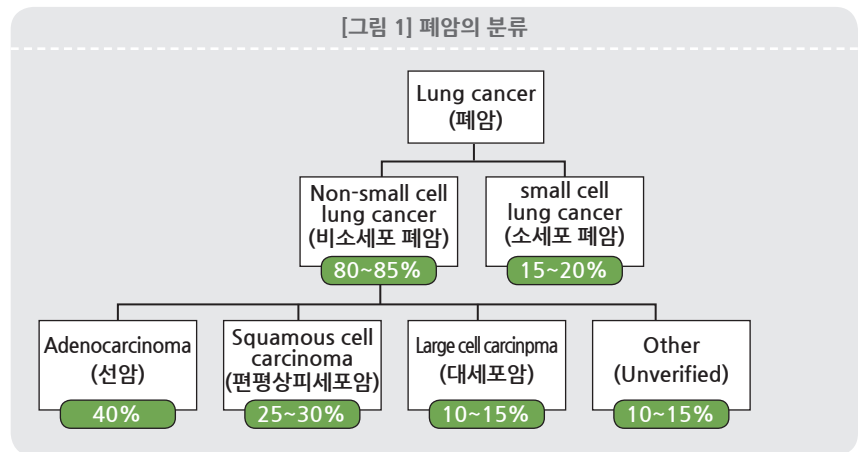 [그림 1] 폐암의 분류
Lung cancer
(폐암)
Non-small cell
lung cancer
(비소세포 폐암)
80~85%
small cell
lung cancer
(소세포 폐암)
15~20%
Adenocarcinoma
(선암)
40%
Squamous cell
carcinoma
(편평상피세포암)
25~30%
Large cell carcinpma
(대세포암)
10~15%
Other
(Unverified)
10~15%